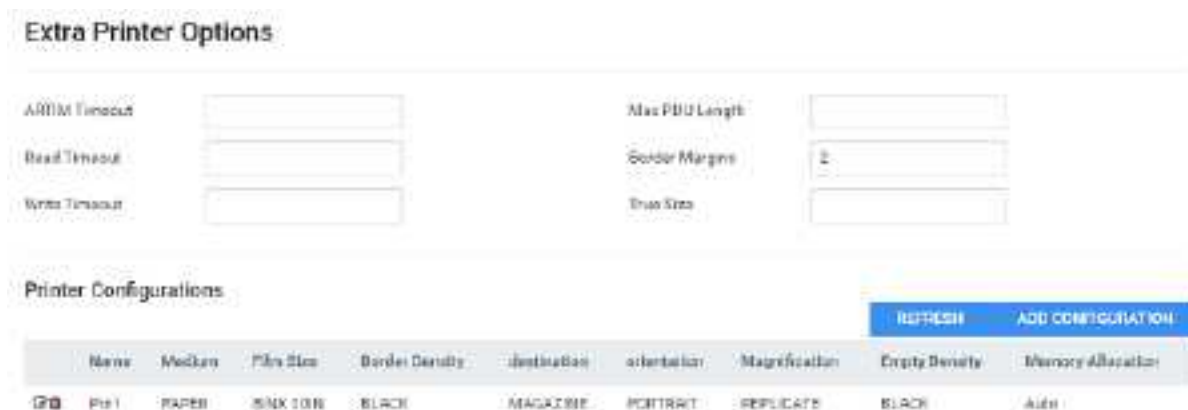 Extra Printer Options
ARTIM Timeout
Max PDU Length
Read Timeout
Border Margins 2
Write Timeout
True Size
Printer Configurations
REFRESH ADD CONFIGURATION
Name Medium Film Size Border Density destination orientation Magnification Empty Density Memory Allocation
PAPER 8INX10IN BLACK MAGAZINE PORTRAIT REPLICATE BLACK Auto